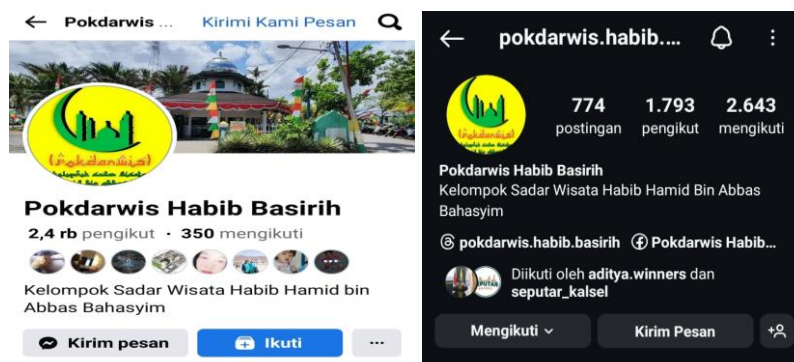 Pokdarwis ...
Kirimi Kami Pesan
(Pokdarwis)
Pokdarwis Habib Basirih
2,4 rb pengikut · 350 mengikuti
Kelompok Sadar Wisata Habib Hamid bin
Abbas Bahasyim
Kirim pesan
Ikuti
...
pokdarwis.habib....
774
1.793
2.643
postingan
pengikut
mengikuti
(Pokdarwis)
Pokdarwis Habib Basirih
Kelompok Sadar Wisata Habib Hamid Bin Abbas
Bahasyim
pokdarwis.habib.basirih
Pokdarwis Habib...
Diikuti oleh aditya.winners dan
seputar_kalsel
Mengikuti
Kirim Pesan